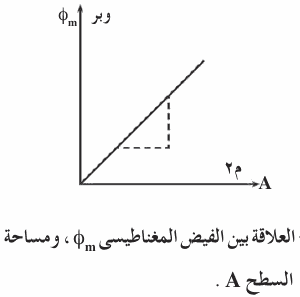 ϕm وبر
م٢
A
العلاقة بين الفيض المغناطيسى ϕm ، ومساحة
السطح A .